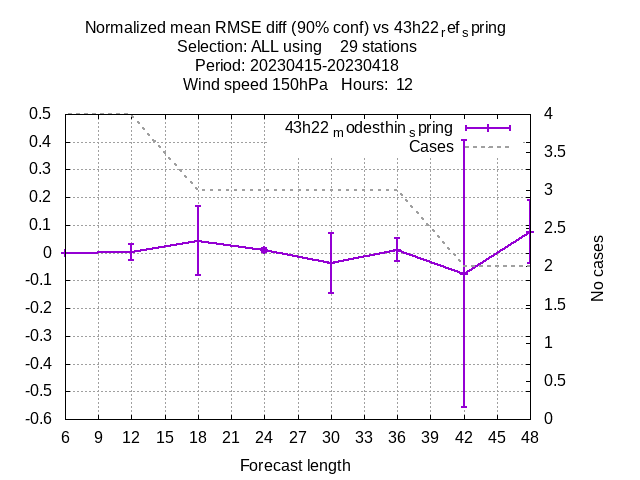 Normalized mean RMSE diff (90% conf) vs 43h22refspring
Selection: ALL using 29 stations
Period: 20230415-20230418
Wind speed 150hPa Hours: 12
43h22modesthinspring
Cases
0.5
0.4
0.3
0.2
0.1
0
-0.1
-0.2
-0.3
-0.4
-0.5
-0.6
4
3.5
3
2.5
2
1.5
1
0.5
0
No cases
6 9 12 15 18 21 24 27 30 33 36 39 42 45 48
Forecast length